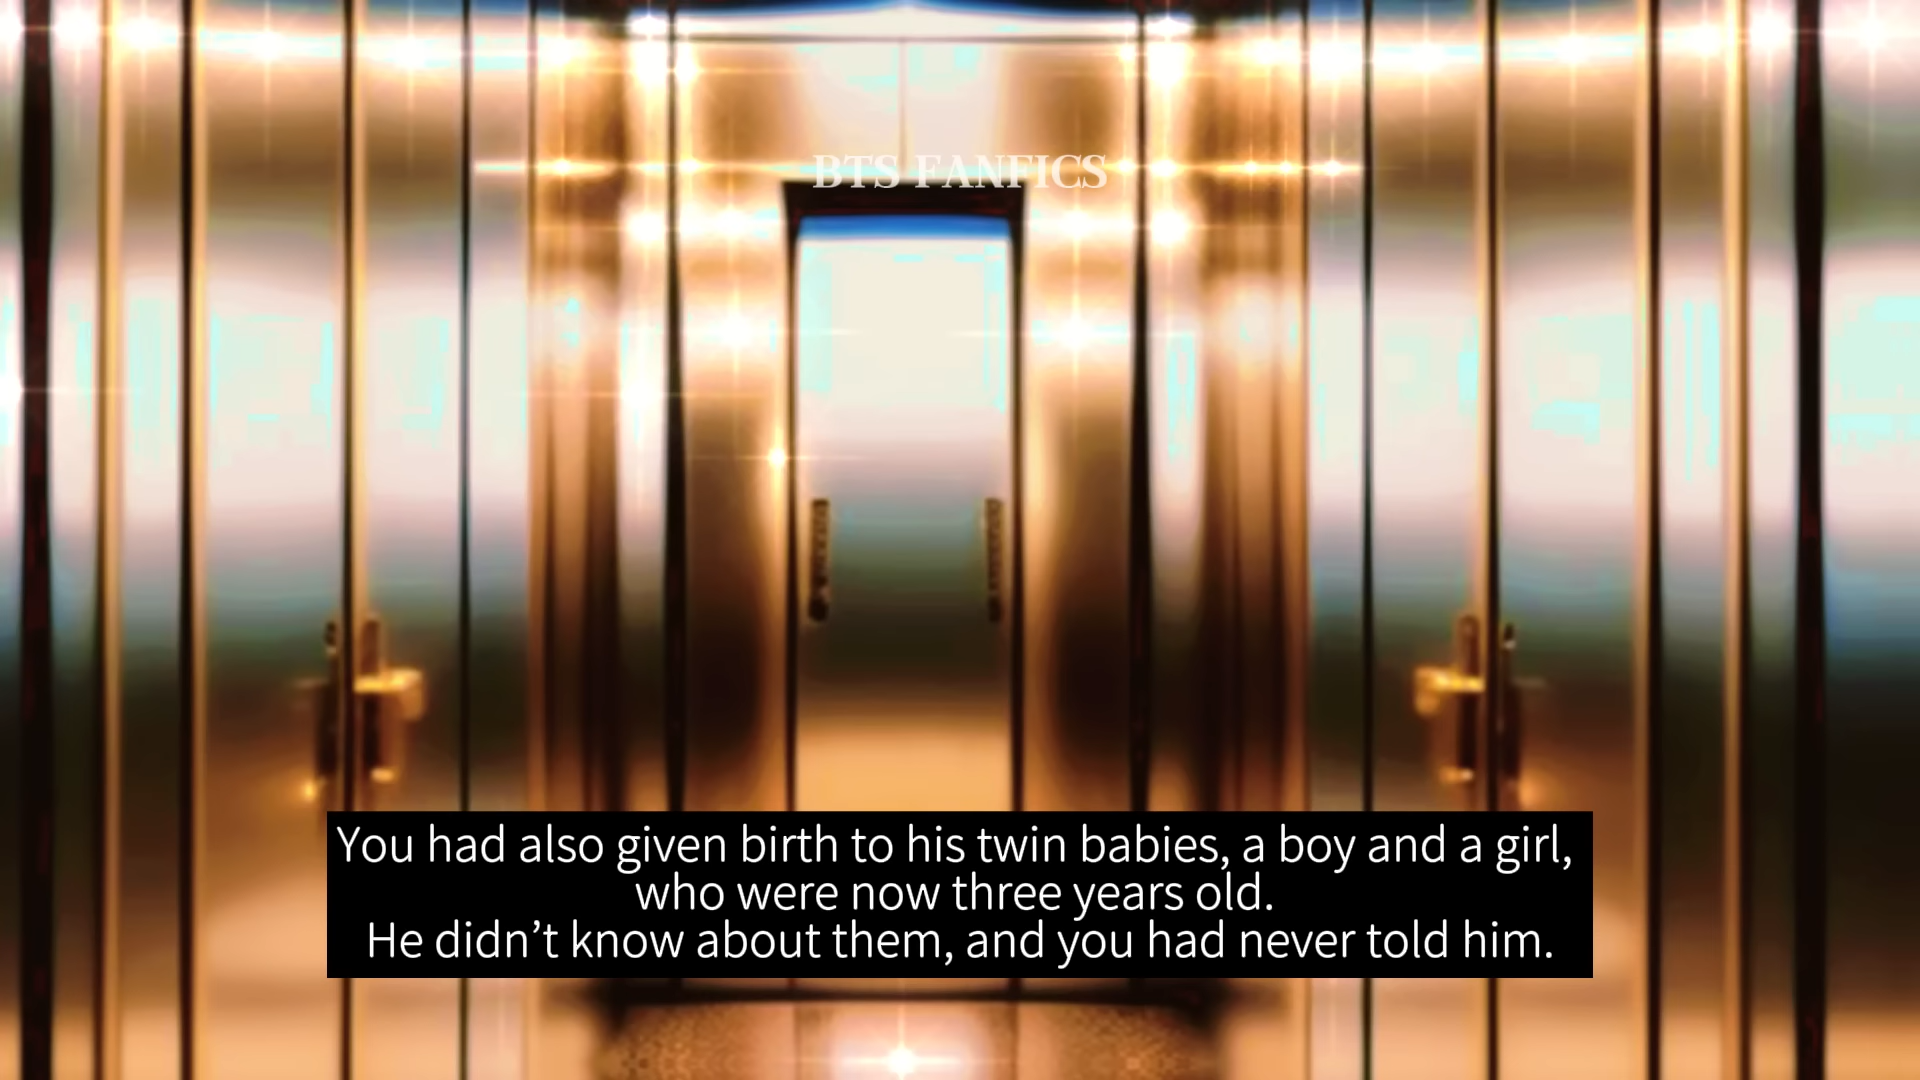 BTS FANFICS
You had also given birth to his twin babies, a boy and a girl,
who were now three years old.
He didn’t know about them, and you had never told him.